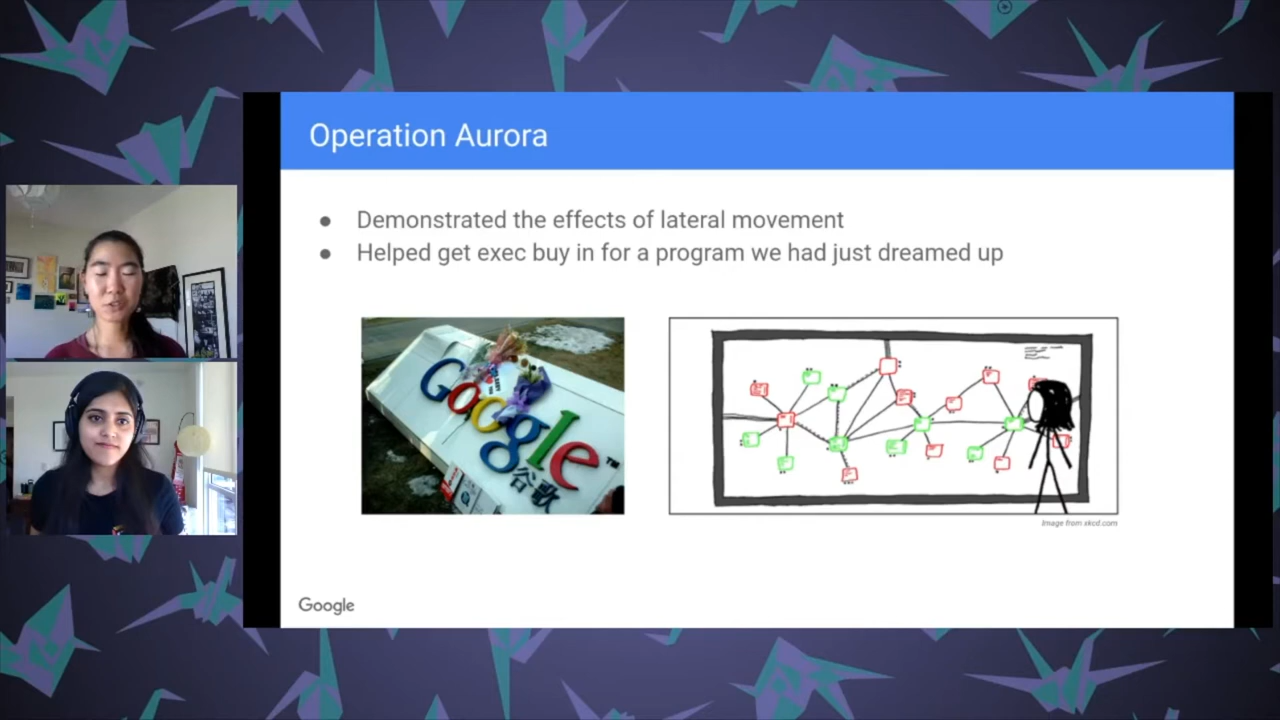 Operation Aurora
● Demonstrated the effects of lateral movement
● Helped get exec buy in for a program we had just dreamed up
Google™
谷歌
Image from xkcd.com
Google